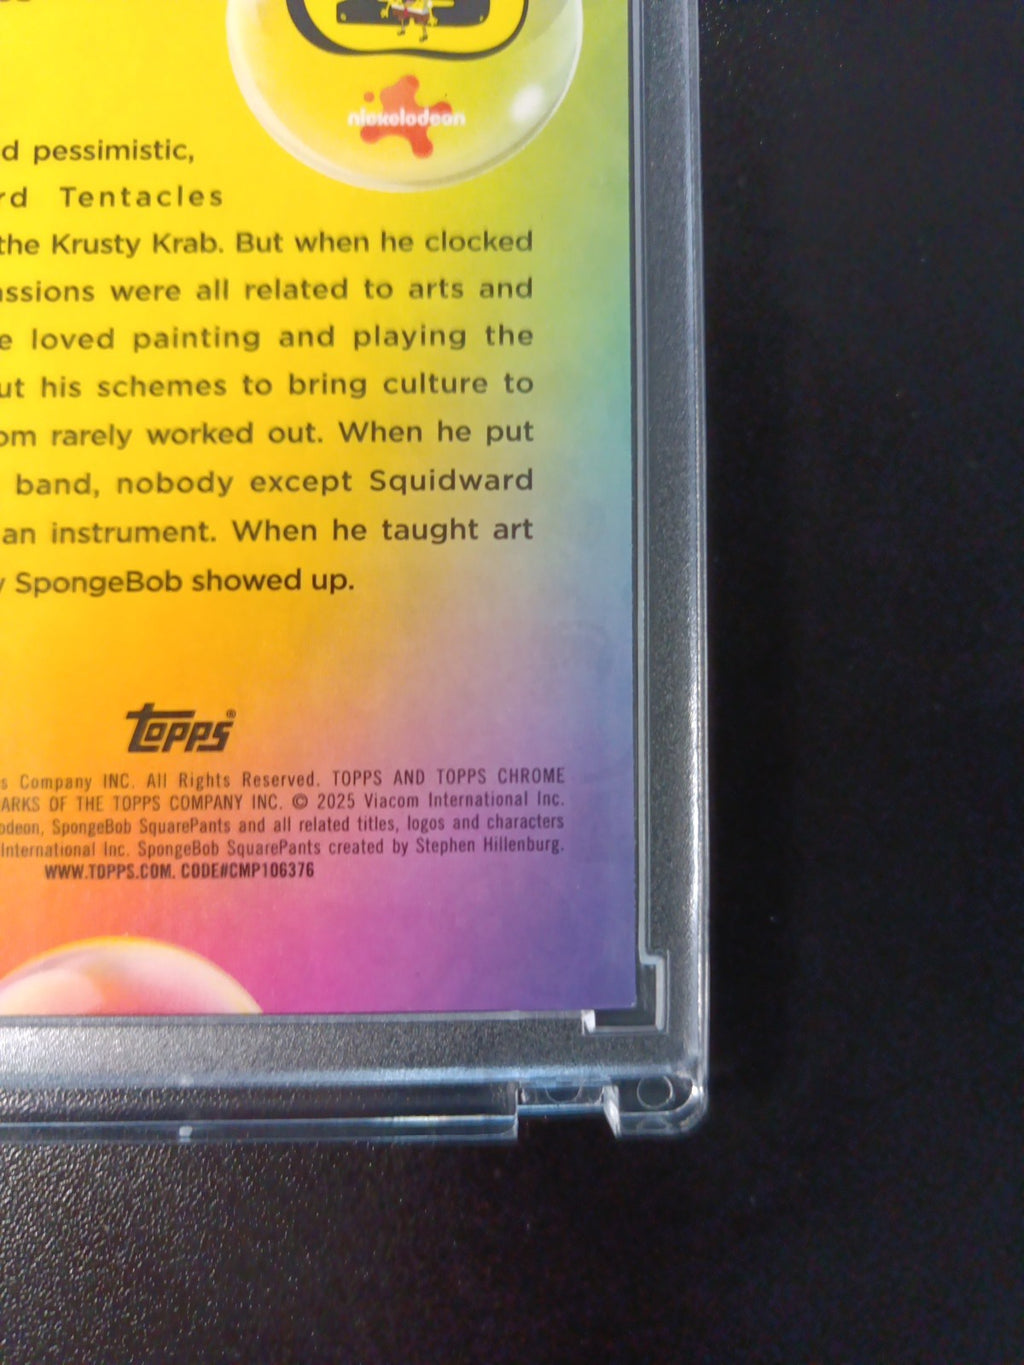 nickelodeon
d pessimistic,
rd Tentacles
the Krusty Krab. But when he clocked
ssions were all related to arts and
e loved painting and playing the
ut his schemes to bring culture to
om rarely worked out. When he put
band, nobody except Squidward
an instrument. When he taught art
y SpongeBob showed up.
TOPPS®
s Company INC. All Rights Reserved. TOPPS AND TOPPS CHROME
ARKS OF THE TOPPS COMPANY INC. © 2025 Viacom International Inc.
odeon, SpongeBob SquarePants and all related titles, logos and characters
International Inc. SpongeBob SquarePants created by Stephen Hillenburg.
WWW.TOPPS.COM. CODE#CMP106376